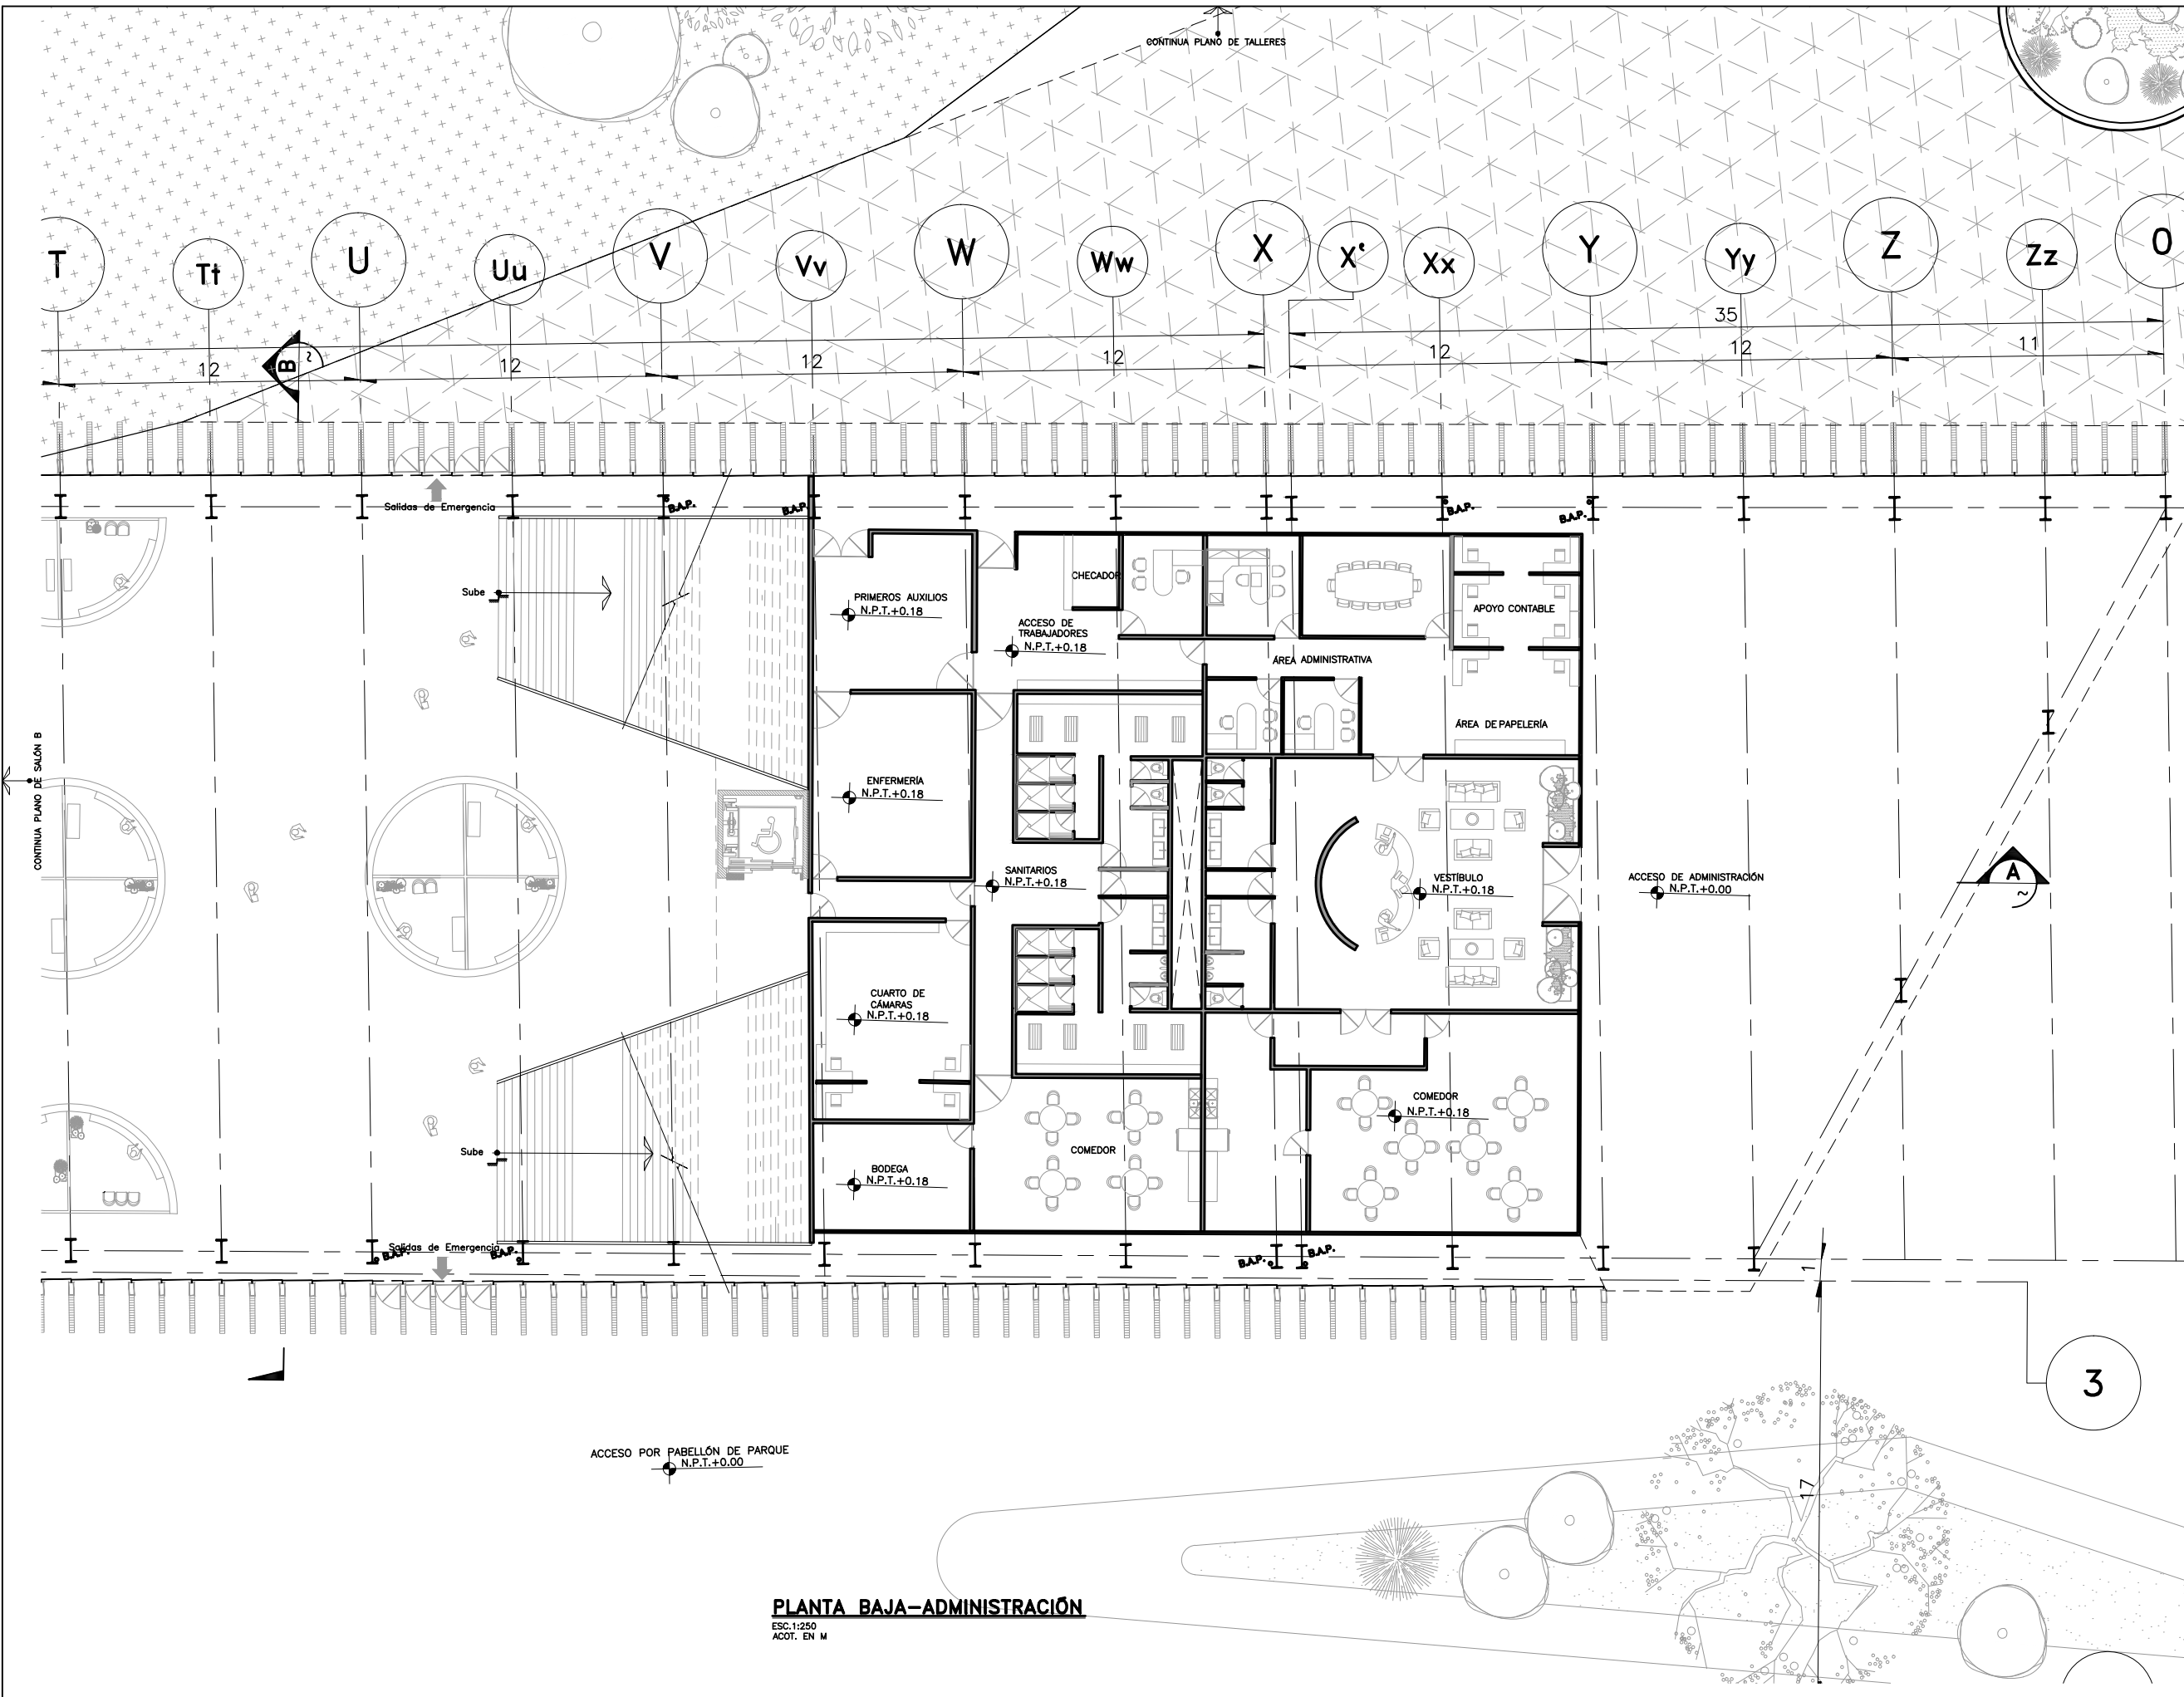 CONTINUA PLANO DE TALLERES
T
Tt
U
Uu
V
Vv
W
Ww
X
X'
Xx
Y
Yy
Z
Zz
O
35
12
B
12
12
12
12
12
11
Salidas de Emergencia
B.A.P.
B.A.P.
B.A.P.
B.A.P.
Sube
CHECADOR
PRIMEROS AUXILIOS
N.P.T.+0.18
ACCESO DE
TRABAJADORES
N.P.T.+0.18
APOYO CONTABLE
ÁREA ADMINISTRATIVA
ÁREA DE PAPELERÍA
CONTINUA PLANO DE SALÓN B
ENFERMERÍA
N.P.T.+0.18
SANITARIOS
N.P.T.+0.18
VESTÍBULO
N.P.T.+0.18
ACCESO DE ADMINISTRACIÓN
N.P.T.+0.00
A
CUARTO DE
CÁMARAS
N.P.T.+0.18
COMEDOR
N.P.T.+0.18
Sube
COMEDOR
BODEGA
N.P.T.+0.18
Salidas de Emergencia
B.A.P.
B.A.P.
B.A.P.
B.A.P.
1
3
ACCESO POR PABELLÓN DE PARQUE
N.P.T.+0.00
17
PLANTA BAJA-ADMINISTRACIÓN
ESC.1:250
ACOT. EN M